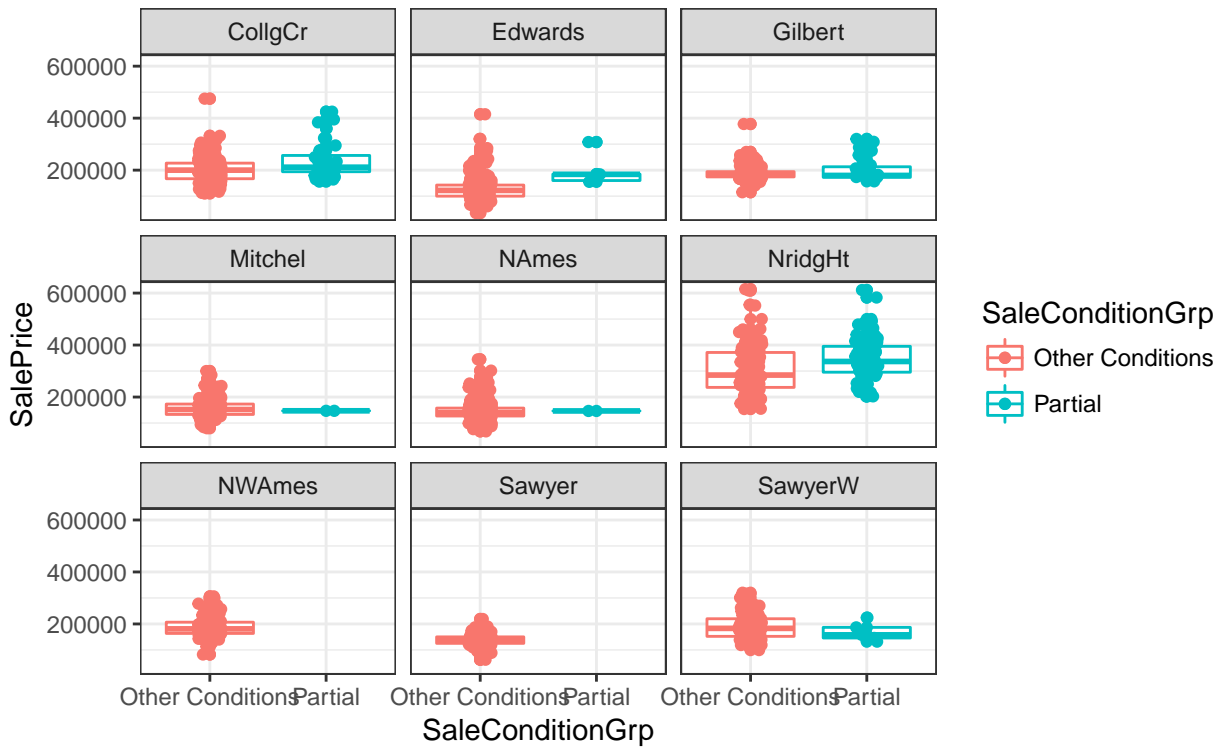 CollgCr Edwards Gilbert
600000
400000
200000
Mitchel NAmes NridgHt
600000
400000
200000
NWAmes Sawyer SawyerW
600000
400000
200000
Other Conditions Partial Other Conditions Partial Other Conditions Partial
SaleConditionGrp
SalePrice
SaleConditionGrp
Other Conditions
Partial